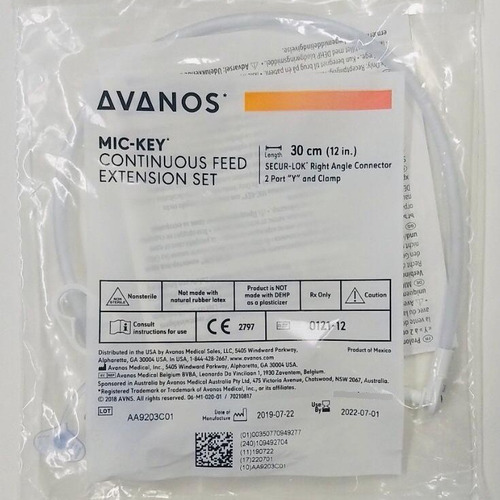 AVANOS*
MIC-KEY*
CONTINUOUS FEED
EXTENSION SET
Length 30 cm (12 in.)
SECUR-LOK* Right Angle Connector
2 Port "Y" and Clamp
NON STERILE Nonsterile
Not made with
natural rubber latex
Product is NOT
made with DEHP
as a plasticizer
Rx Only
Caution
Consult
instructions for use
CE 2797
REF 0121-12
Distributed in the USA by Avanos Medical Sales, LLC, 5405 Windward Parkway,
Alpharetta, GA 30004 USA. In USA, 1-844-428-2667. www.avanos.com
Avanos Medical, Inc., 5405 Windward Parkway, Alpharetta, GA 30004 USA
EC REP Avanos Medical Belgium BVBA, Leonardo Da Vincilaan 1, 1930 Zaventem, Belgium.
Sponsored in Australia by Avanos Medical Australia Pty Ltd, 475 Victoria Avenue, Chatswood, NSW 2067, Australia.
*Registered Trademark or Trademark of Avanos Medical, Inc., or its affiliates.
© 2018 AVNS. All rights reserved. 06-M1-020-01 / 70210817
Product of Mexico
LOT AA9203C01
Date of
Manufacture 2019-07-22
Use By 2022-07-01
(01)00350770949277
(240)109492704
(11)190722
(17)220701
(10)AA9203C01